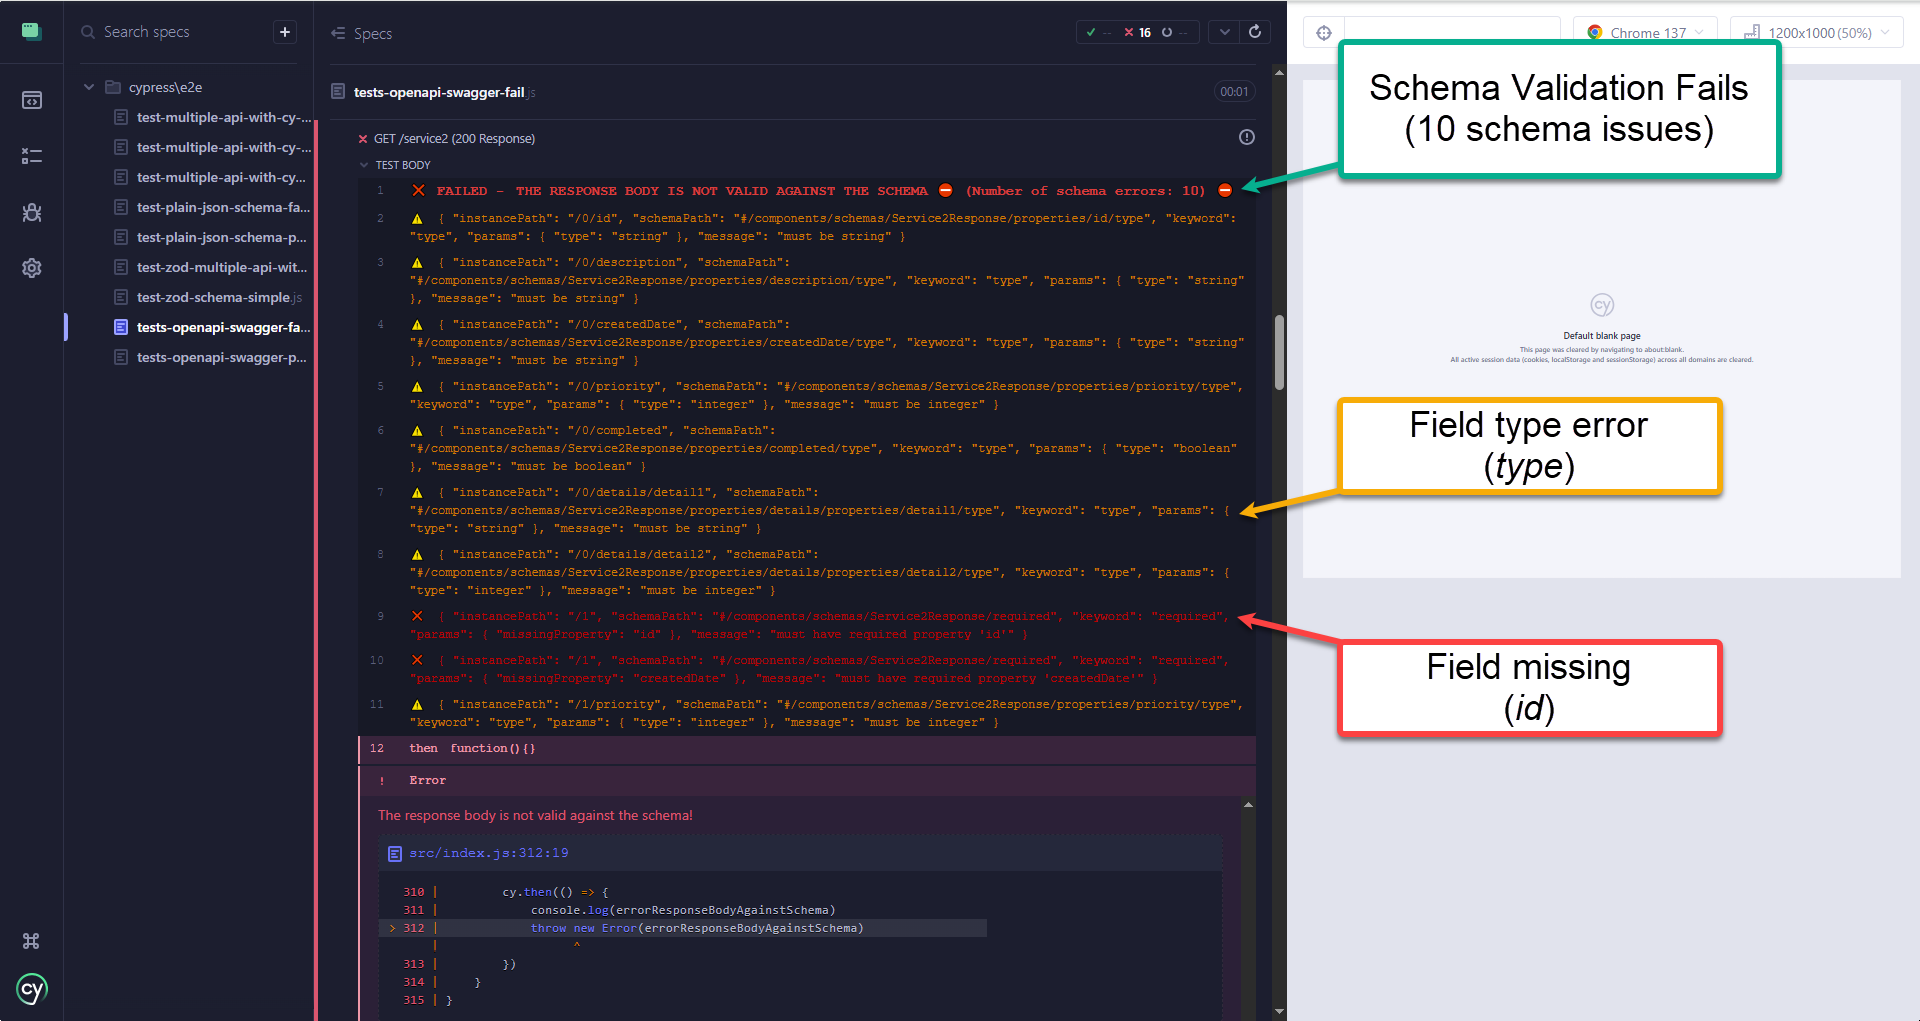 Search specs
+
Specs
-- 16 --
Chrome 137
1200x1000 (50%)
cypress\e2e
test-multiple-api-with-cy-...
test-multiple-api-with-cy-...
test-multiple-api-with-cy...
test-plain-json-schema-fa...
test-plain-json-schema-p...
test-zod-multiple-api-wit...
test-zod-schema-simple.js
tests-openapi-swagger-fa...
tests-openapi-swagger-p...
tests-openapi-swagger-fail.js
00:01
GET /service2 (200 Response)
TEST BODY
1 FAILED - THE RESPONSE BODY IS NOT VALID AGAINST THE SCHEMA (Number of schema errors: 10)
2 { "instancePath": "/0/id", "schemaPath": "#/components/schemas/Service2Response/properties/id/type", "keyword":
"type", "params": { "type": "string" }, "message": "must be string" }
3 { "instancePath": "/0/description", "schemaPath":
"#/components/schemas/Service2Response/properties/description/type", "keyword": "type", "params": { "type": "string"
}, "message": "must be string" }
4 { "instancePath": "/0/createdDate", "schemaPath":
"#/components/schemas/Service2Response/properties/createdDate/type", "keyword": "type", "params": { "type": "string"
}, "message": "must be string" }
5 { "instancePath": "/0/priority", "schemaPath": "#/components/schemas/Service2Response/properties/priority/type",
"keyword": "type", "params": { "type": "integer" }, "message": "must be integer" }
6 { "instancePath": "/0/completed", "schemaPath":
"#/components/schemas/Service2Response/properties/completed/type", "keyword": "type", "params": { "type": "boolean"
}, "message": "must be boolean" }
7 { "instancePath": "/0/details/detail1", "schemaPath":
"#/components/schemas/Service2Response/properties/details/properties/detail1/type", "keyword": "type", "params": {
"type": "string" }, "message": "must be string" }
8 { "instancePath": "/0/details/detail2", "schemaPath":
"#/components/schemas/Service2Response/properties/details/properties/detail2/type", "keyword": "type", "params": {
"type": "integer" }, "message": "must be integer" }
9 { "instancePath": "/1", "schemaPath": "#/components/schemas/Service2Response/required", "keyword": "required",
"params": { "missingProperty": "id" }, "message": "must have required property 'id'" }
10 { "instancePath": "/1", "schemaPath": "#/components/schemas/Service2Response/required", "keyword": "required",
"params": { "missingProperty": "createdDate" }, "message": "must have required property 'createdDate'" }
11 { "instancePath": "/1/priority", "schemaPath": "#/components/schemas/Service2Response/properties/priority/type",
"keyword": "type", "params": { "type": "integer" }, "message": "must be integer" }
12 then function(){}
! Error
The response body is not valid against the schema!
src/index.js:312:19
310 | cy.then(() => {
311 | console.log(errorResponseBodyAgainstSchema)
> 312 | throw new Error(errorResponseBodyAgainstSchema)
| ^
313 | })
314 | }
315 | }
cy
Schema Validation Fails
(10 schema issues)
cy
Default blank page
This page was cleared by navigating to about:blank.
All active session data (cookies, localStorage and sessionStorage) across all domains are cleared.
Field type error
(type)
Field missing
(id)